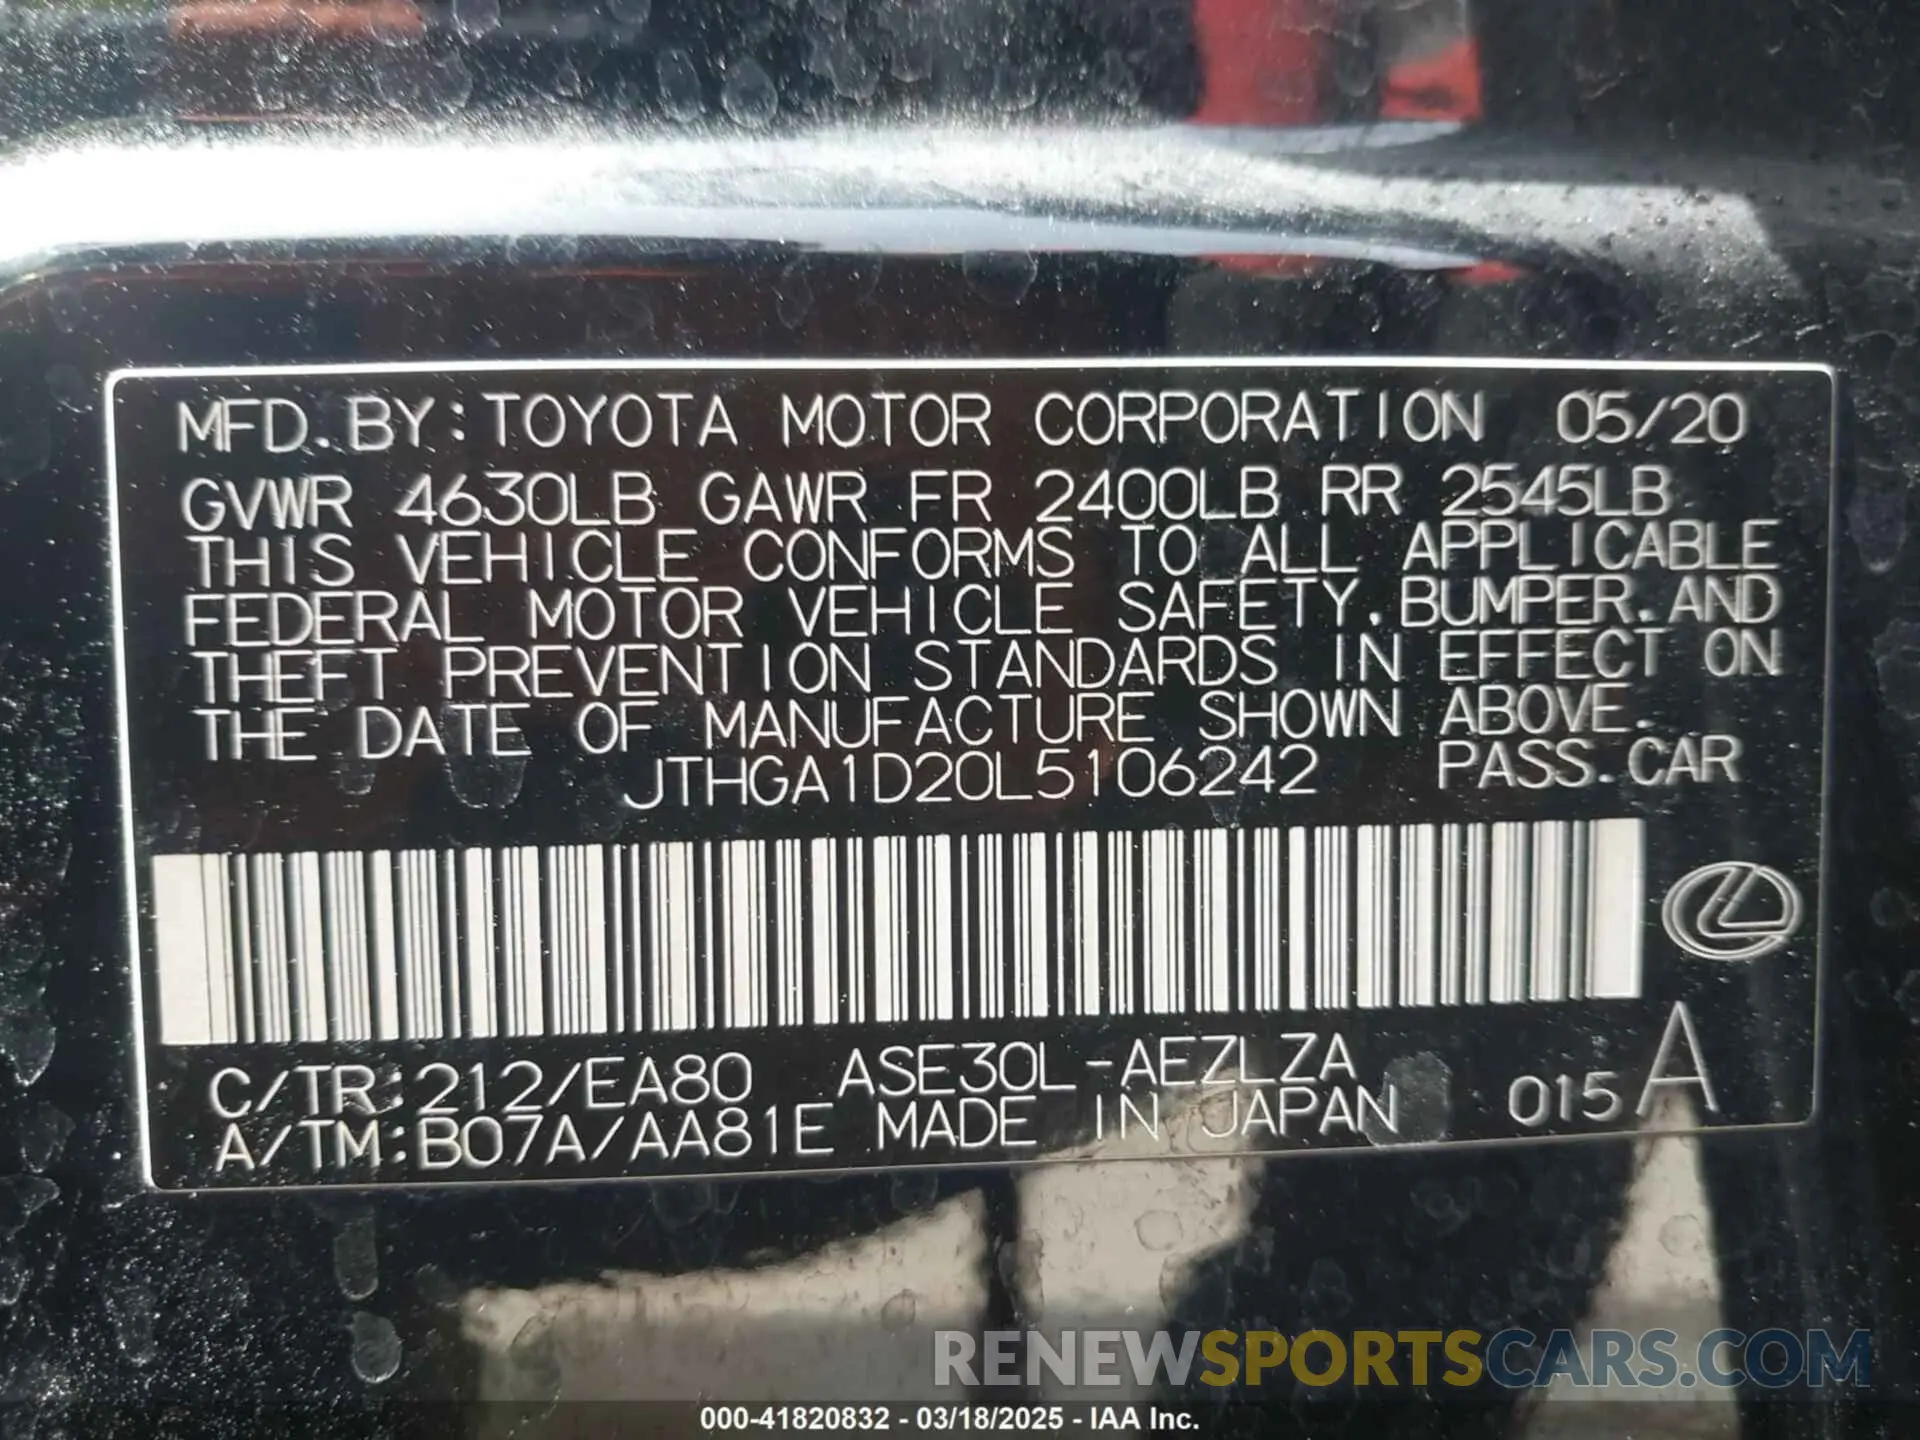 MFD. BY: TOYOTA MOTOR CORPORATION 05/20
GVWR 4630LB GAWR FR 2400LB RR 2545LB
THIS VEHICLE CONFORMS TO ALL APPLICABLE
FEDERAL MOTOR VEHICLE SAFETY. BUMPER. AND
THEFT PREVENTION STANDARDS IN EFFECT ON
THE DATE OF MANUFACTURE SHOWN ABOVE.
JTHGA1D20L5106242 PASS. CAR
C/TR:212/EA80 ASE30L-AEZLZA
A/TM:B07A/AA81E MADE IN JAPAN 015 A
RENEWSPORTSCARS.COM
000-41820832 - 03/18/2025 - IAA Inc.